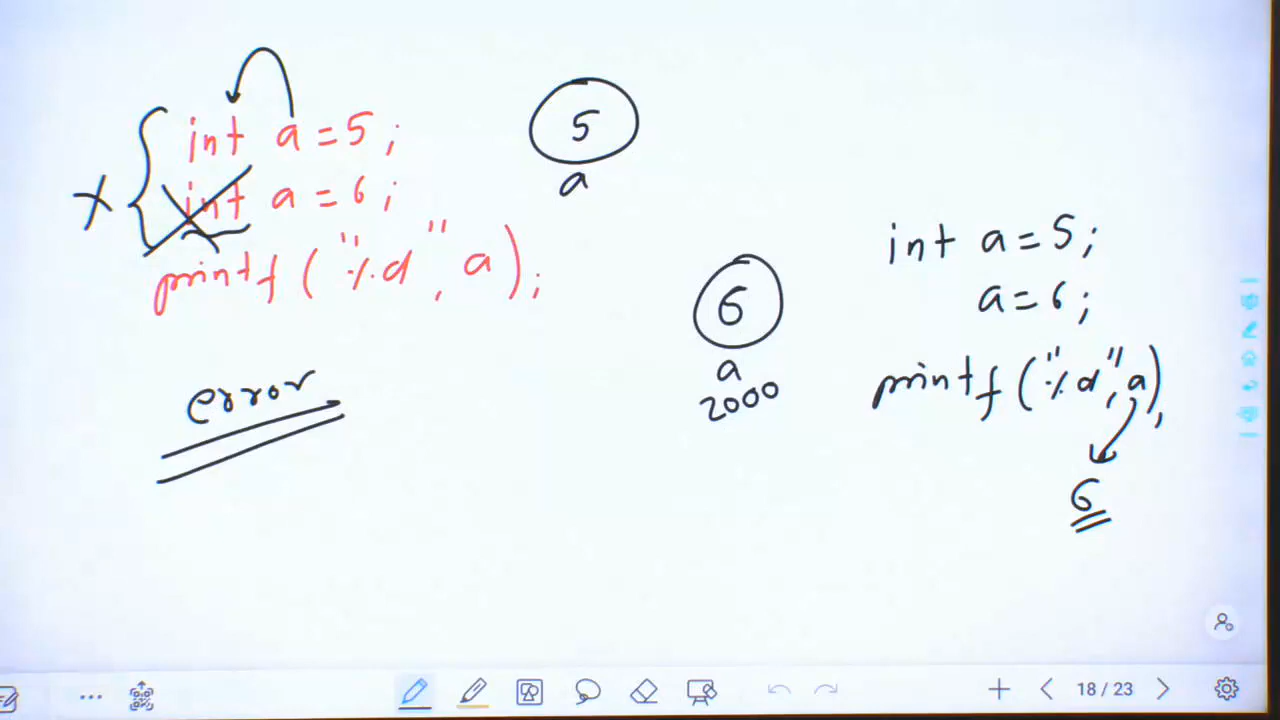 int a = 5;
int a = 6;
printf("%d", a);
error
X
5
a
6
a
2000
int a = 5;
a = 6;
printf("%d", a),
6
...
18 / 23